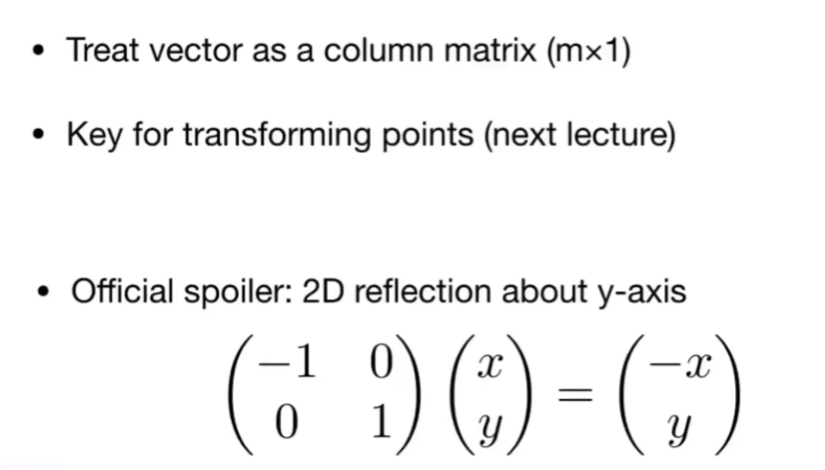 • Treat vector as a column matrix (m×1)
• Key for transforming points (next lecture)
• Official spoiler: 2D reflection about y-axis
(−1 0) (x) = (−x)
(0 1) (y) (y)